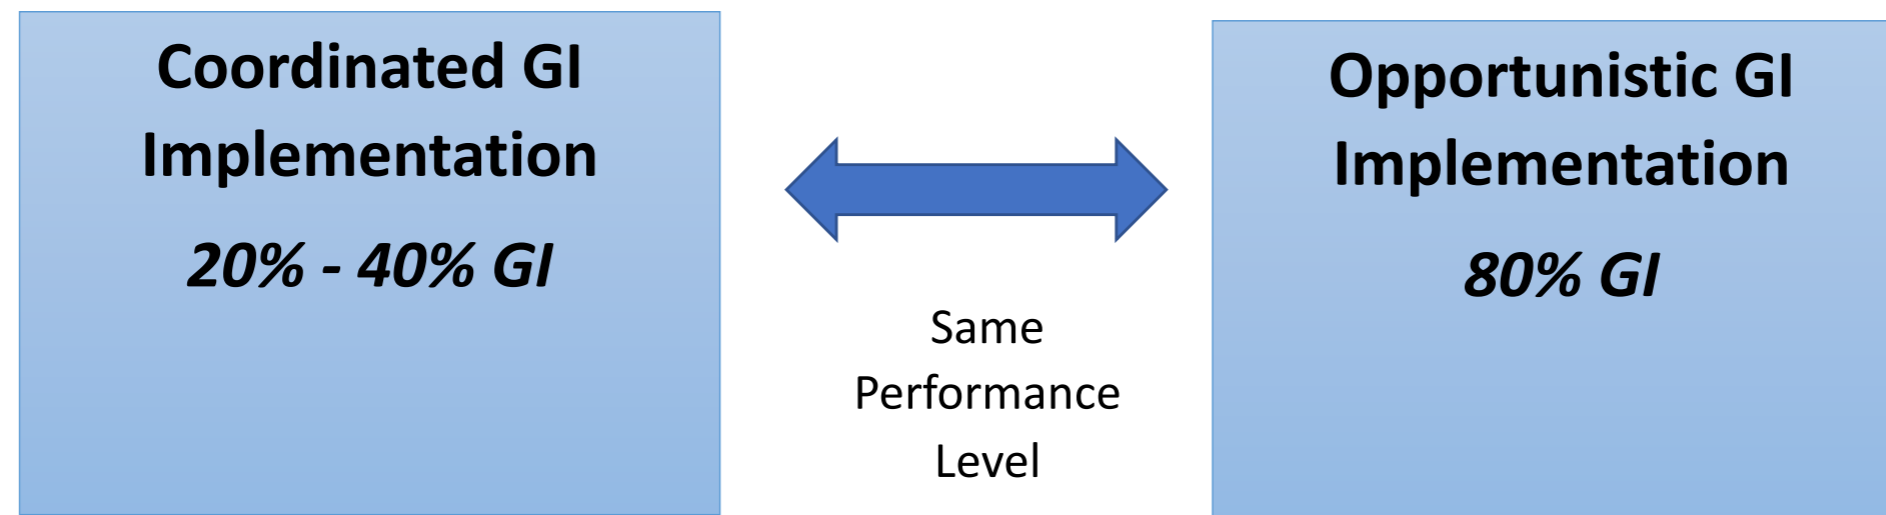 Coordinated GI
Implementation
20% - 40% GI
Same
Performance
Level
Opportunistic GI
Implementation
80% GI